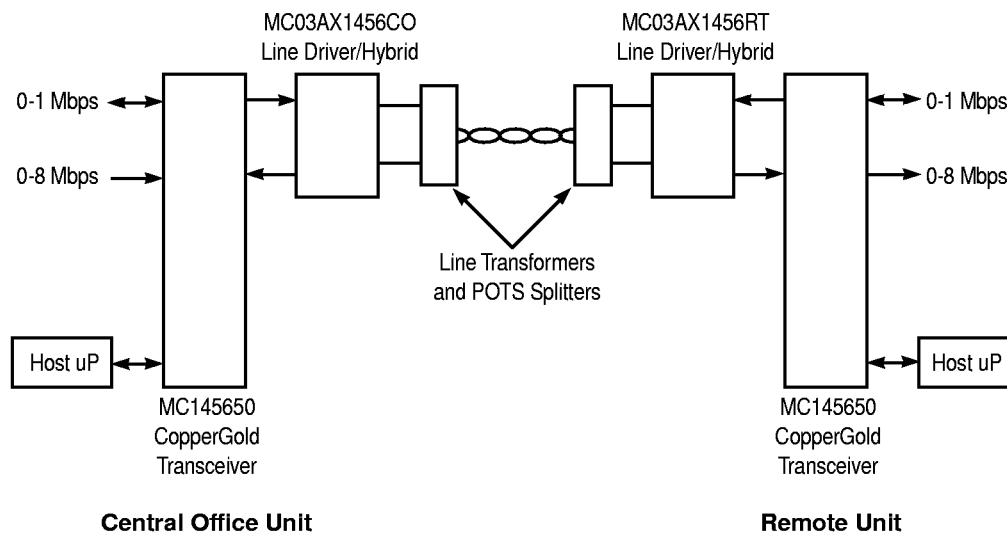 MC03AX1456CO
Line Driver/Hybrid
MC03AX1456RT
Line Driver/Hybrid
0-1 Mbps
0-1 Mbps
0-8 Mbps
0-8 Mbps
Line Transformers
and POTS Splitters
Host uP
Host uP
MC145650
CopperGold
Transceiver
MC145650
CopperGold
Transceiver
Central Office Unit
Remote Unit